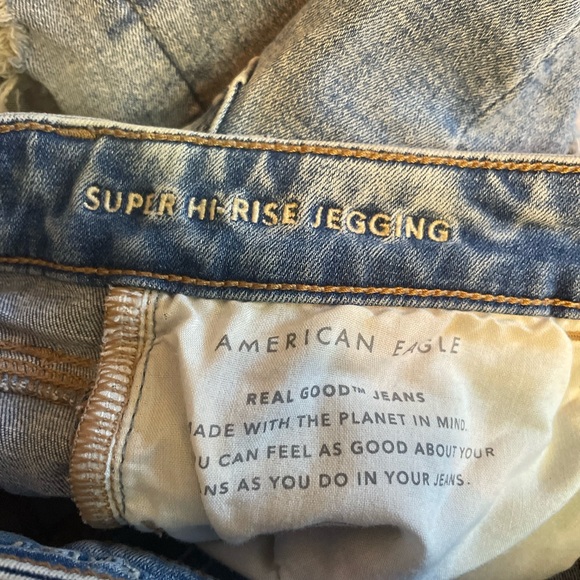 SUPER HI-RISE JEGGING
AMERICAN EAGLE
REAL GOOD™ JEANS
MADE WITH THE PLANET IN MIND.
U CAN FEEL AS GOOD ABOUT YOUR
NS AS YOU DO IN YOUR JEANS.